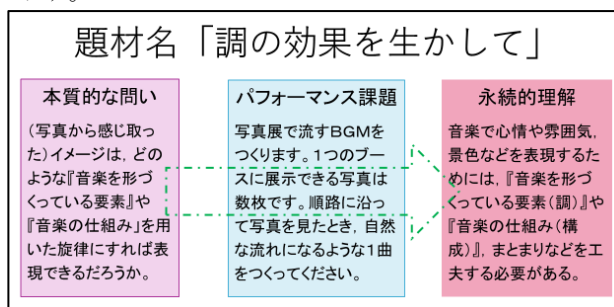 題材名「調の効果を生かして」
本質的な問い
（写真から感じ取っ
た）イメージは，どの
ような『音楽を形づ
くっている要素』や
『音楽の仕組み」を用
いた旋律にすれば表
現できるだろうか。
パフォーマンス課題
写真展で流すBGMを
つくります。1つのブー
スに展示できる写真は
数枚です。順路に沿っ
て写真を見たとき，自然
な流れになるような1曲
をつくってください。
永続的理解
音楽で心情や雰囲気，
景色などを表現するた
めには，『音楽を形づ
くっている要素（調）』や
『音楽の仕組み（構
成）』，まとまりなどを工
夫する必要がある。